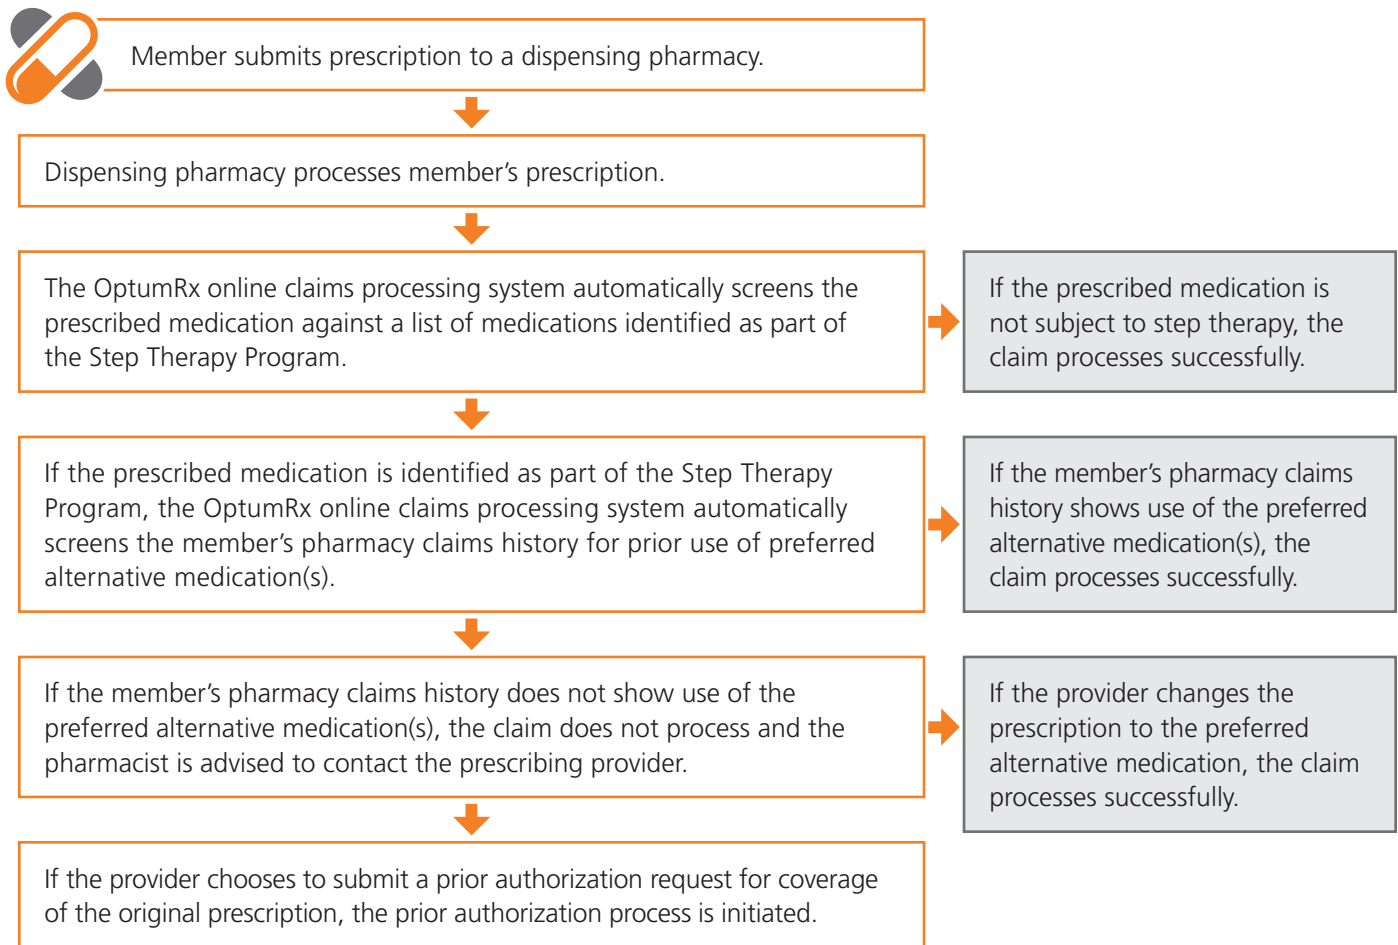 Member submits prescription to a dispensing pharmacy.
Dispensing pharmacy processes member’s prescription.
The OptumRx online claims processing system automatically screens the
prescribed medication against a list of medications identified as part of
the Step Therapy Program.
If the prescribed medication is
not subject to step therapy, the
claim processes successfully.
If the prescribed medication is identified as part of the Step Therapy
Program, the OptumRx online claims processing system automatically
screens the member’s pharmacy claims history for prior use of preferred
alternative medication(s).
If the member’s pharmacy claims
history shows use of the preferred
alternative medication(s), the
claim processes successfully.
If the member’s pharmacy claims history does not show use of the
preferred alternative medication(s), the claim does not process and the
pharmacist is advised to contact the prescribing provider.
If the provider changes the
prescription to the preferred
alternative medication, the claim
processes successfully.
If the provider chooses to submit a prior authorization request for coverage
of the original prescription, the prior authorization process is initiated.